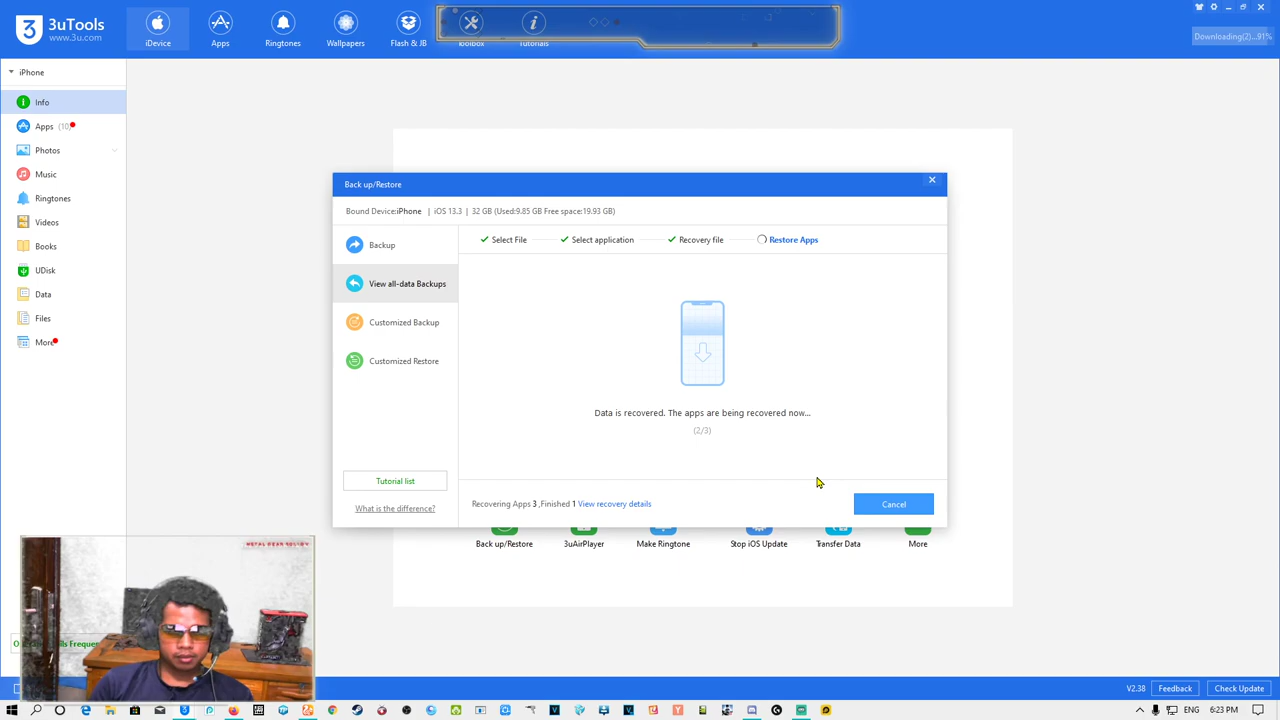 3uTools
www.3u.com
iDevice
Apps
Ringtones
Wallpapers
Flash & JB
Toolbox
Tutorials
Downloading(2)...91%
iPhone
Info
Apps (10)
Photos
Music
Ringtones
Videos
Books
UDisk
Data
Files
More
Back up/Restore
Bound Device:iPhone | iOS 13.3 | 32 GB (Used:9.85 GB Free space:19.93 GB)
Backup
View all-data Backups
Customized Backup
Customized Restore
Tutorial list
What is the difference?
Select File
Select application
Recovery file
Restore Apps
Data is recovered. The apps are being recovered now...
(2/3)
Recovering Apps 3 ,Finished 1 View recovery details
Cancel
Back up/Restore
3uAirPlayer
Make Ringtone
Stop iOS Update
Transfer Data
More
V2.38
Feedback
Check Update
ENG
6:23 PM